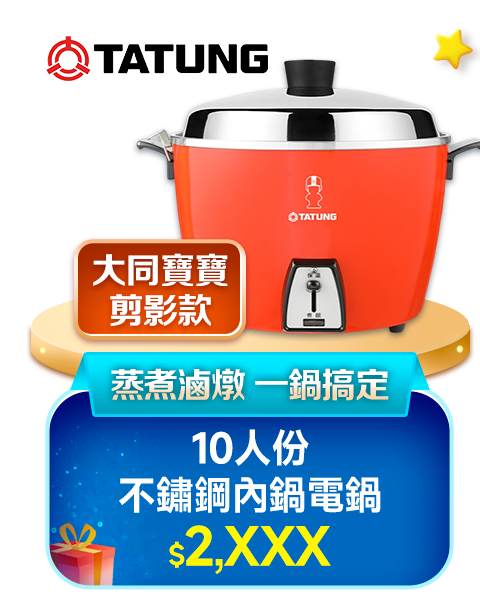 TATUNG
TATUNG
大同寶寶
剪影款
蒸煮滷燉 一鍋搞定
10人份
不鏽鋼內鍋電鍋
$2,XXX